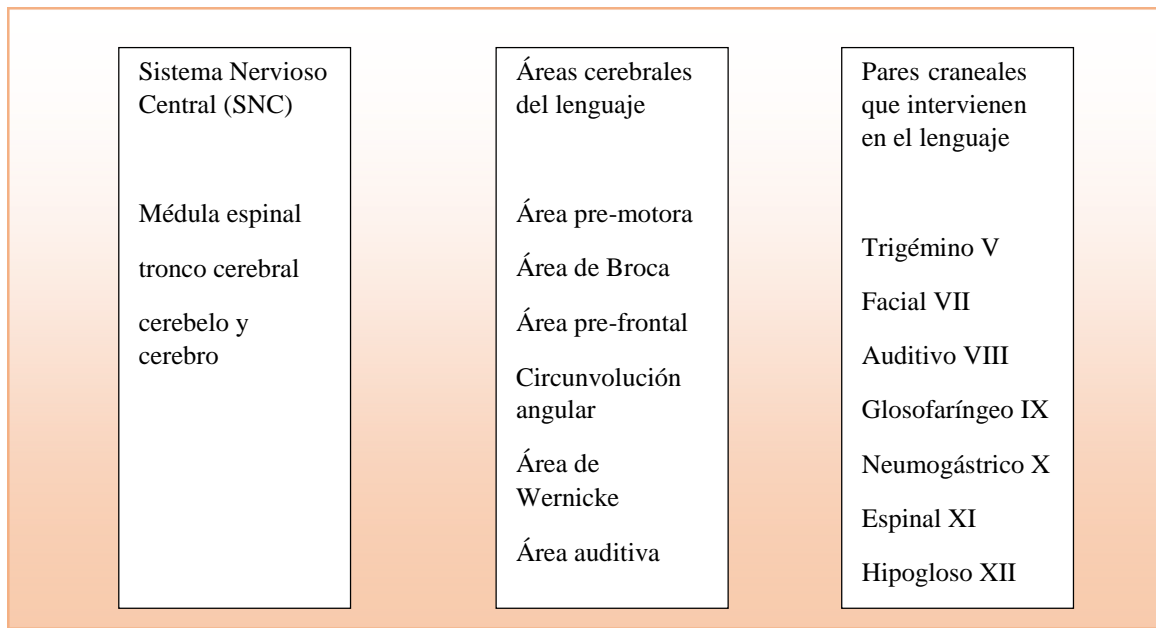 Sistema Nervioso
Central (SNC)
Médula espinal
tronco cerebral
cerebelo y
cerebro
Áreas cerebrales
del lenguaje
Área pre-motora
Área de Broca
Área pre-frontal
Circunvolución
angular
Área de
Wernicke
Área auditiva
Pares craneales
que intervienen
en el lenguaje
Trigémino V
Facial VII
Auditivo VIII
Glosofaríngeo IX
Neumogástrico X
Espinal XI
Hipogloso XII